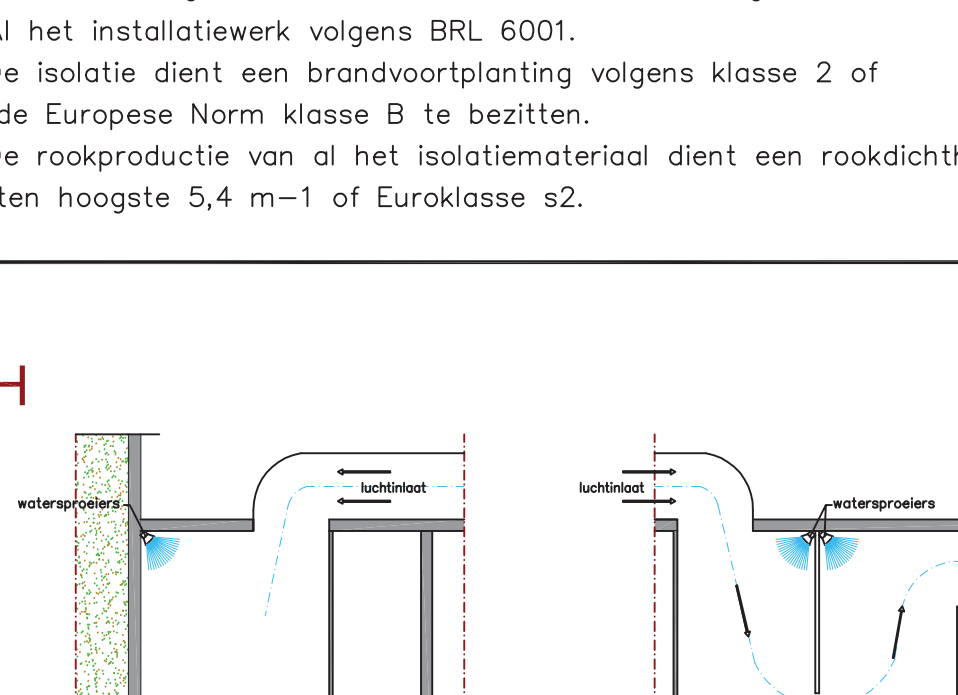 het installatiewerk volgens BRL 6001.
isolatie dient een brandvoortplanting volgens klasse 2 of
de Europese Norm klasse B te bezitten.
rookproductie van al het isolatiemateriaal dient een
ten hoogste 5,4 m-1 of Euroklasse s2.
luchtinlaat
luchtinlaat
watersproeiers
watersproeiers